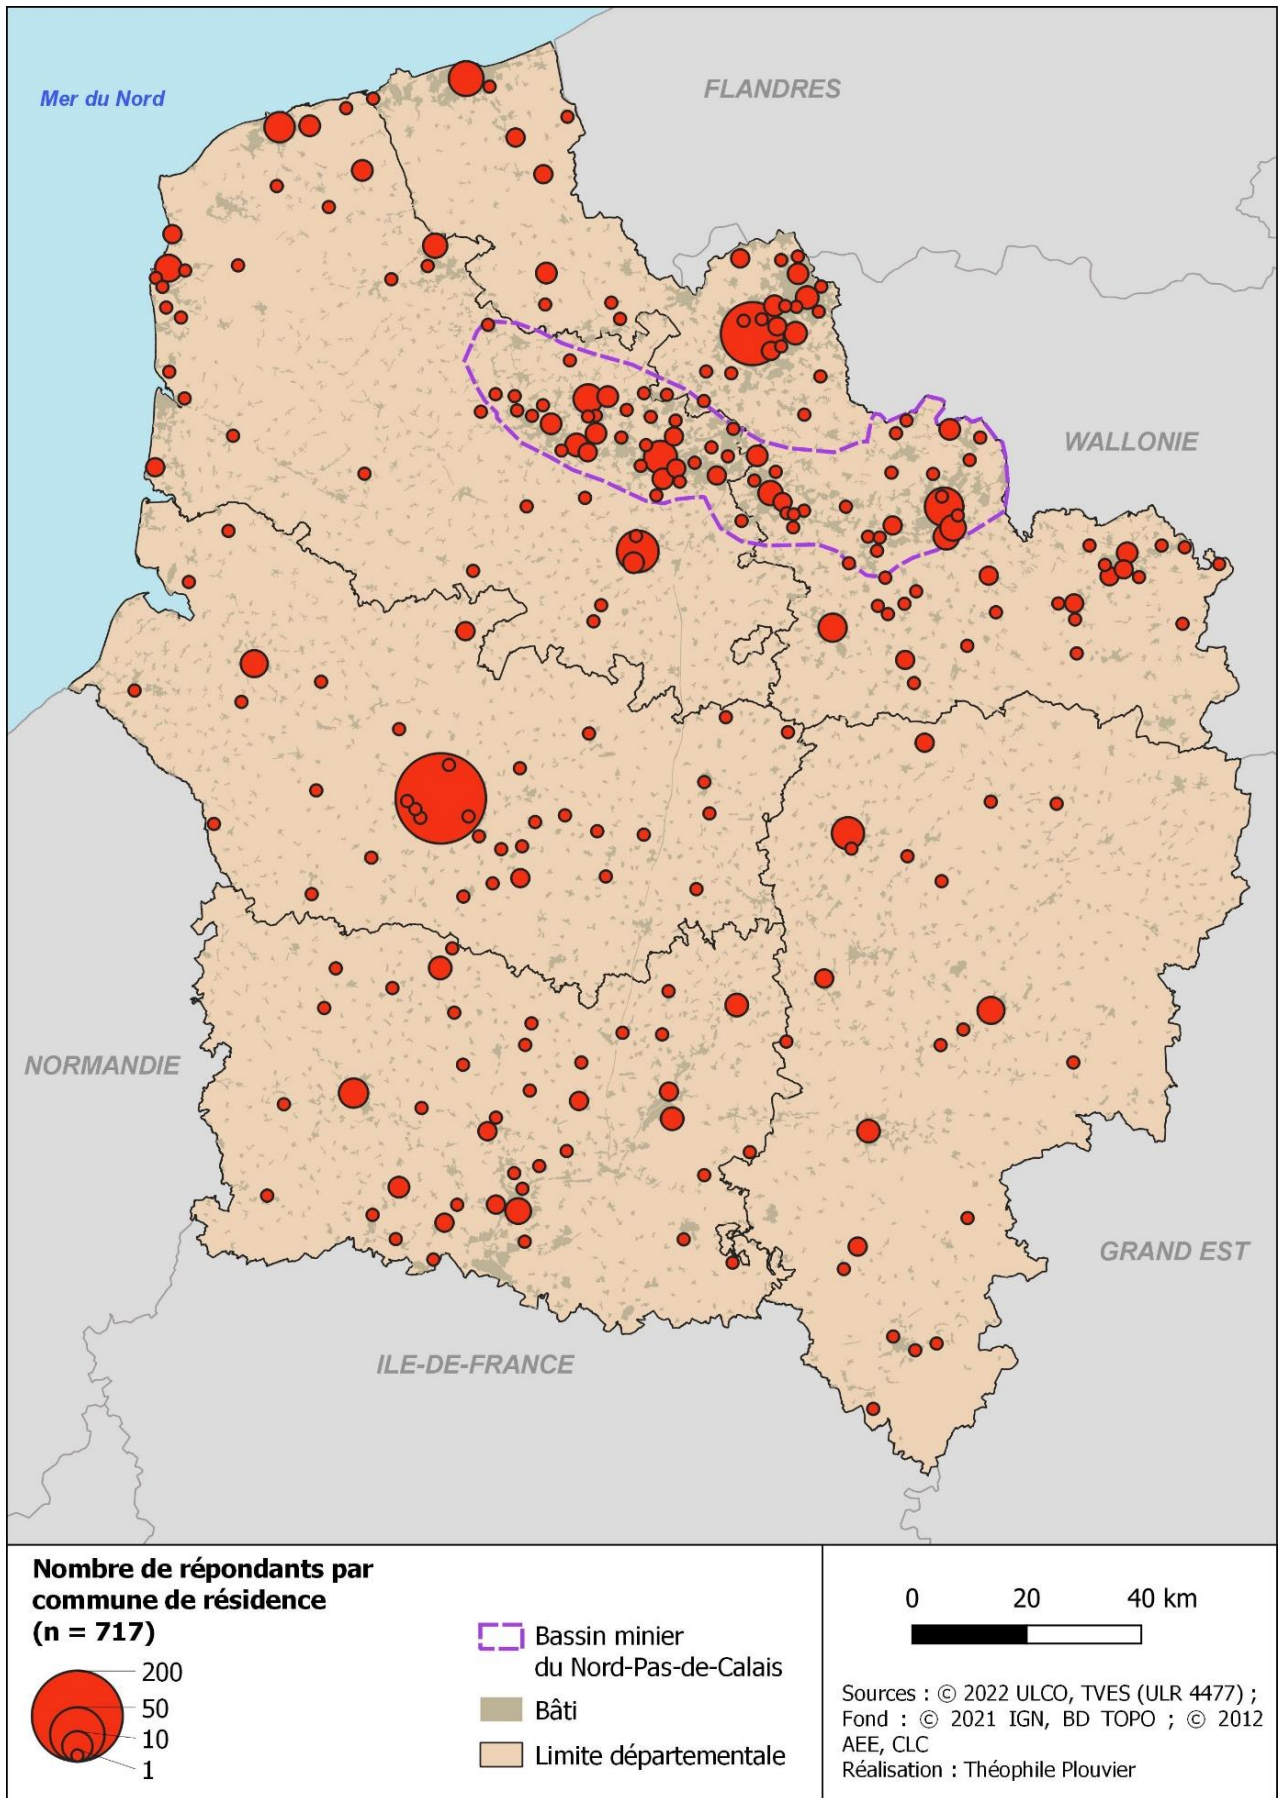 Mer du Nord
FLANDRES
WALLONIE
NORMANDIE
GRAND EST
ILE-DE-FRANCE
Nombre de répondants par
commune de résidence
(n = 717)
200
50
10
1
Bassin minier
du Nord-Pas-de-Calais
Bâti
Limite départementale
0 20 40 km
Sources : © 2022 ULCO, TVES (ULR 4477) ;
Fond : © 2021 IGN, BD TOPO ; © 2012
AEE, CLC
Réalisation : Théophile Plouvier